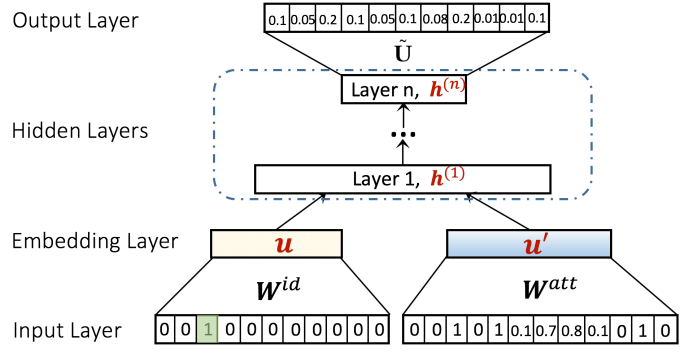 Output Layer 0.1 0.05 0.2 0.1 0.05 0.1 0.08 0.2 0.01 0.01 0.1
Ũ
Layer n, h^(n)
Hidden Layers ...
Layer 1, h^(1)
Embedding Layer u u′
W^id W^att
Input Layer 0 0 1 0 0 0 0 0 0 0 0 0 0 1 0 1 0.1 0.7 0.8 0.1 0 1 0